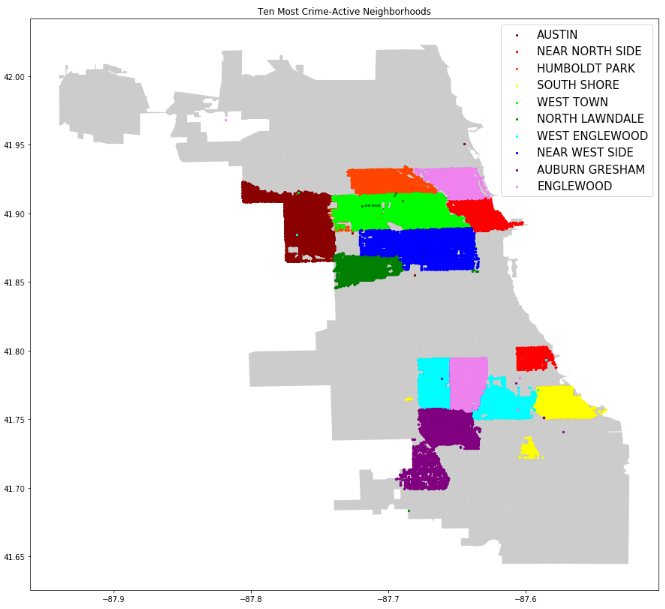 Ten Most Crime-Active Neighborhoods
AUSTIN
NEAR NORTH SIDE
HUMBOLDT PARK
SOUTH SHORE
WEST TOWN
NORTH LAWNDALE
WEST ENGLEWOOD
NEAR WEST SIDE
AUBURN GRESHAM
ENGLEWOOD
42.00
41.95
41.90
41.85
41.80
41.75
41.70
41.65
−87.9
−87.8
−87.7
−87.6